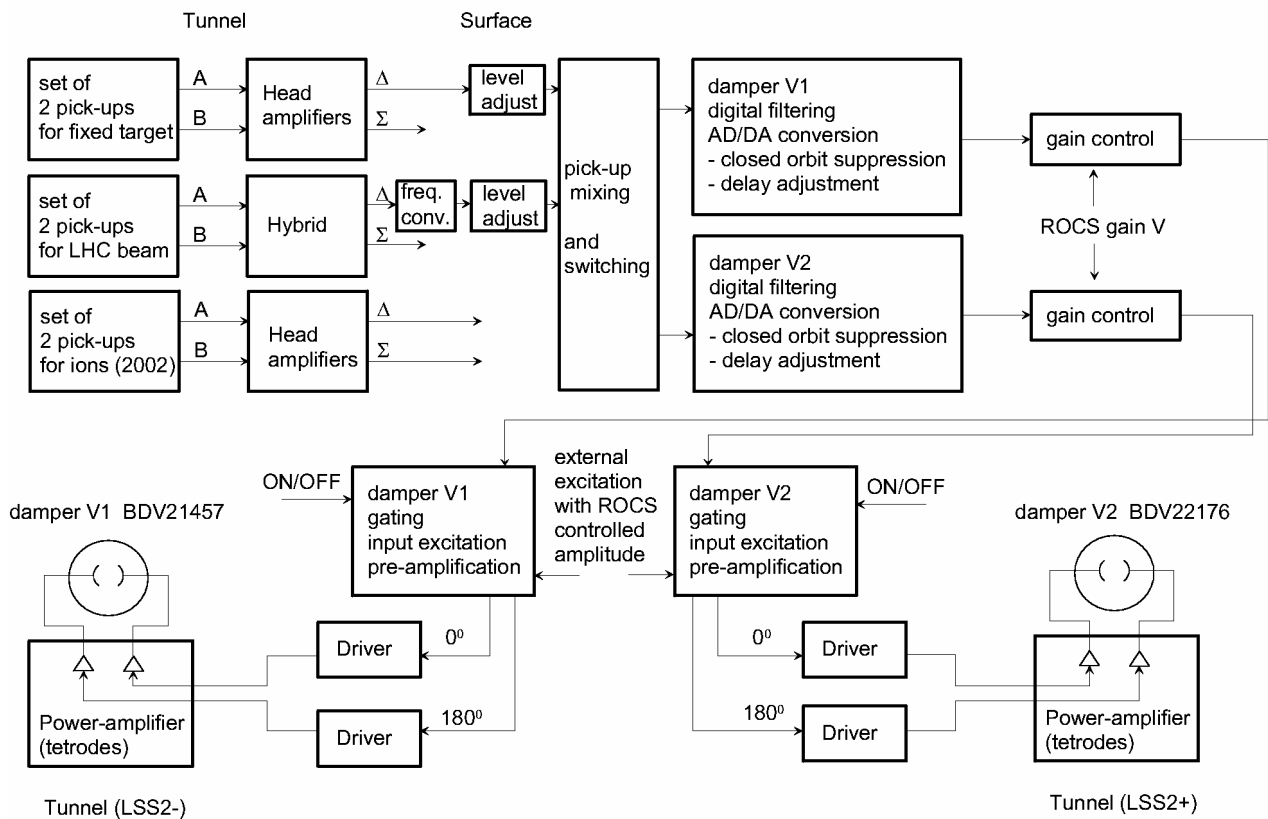 Tunnel
Surface
set of
2 pick-ups
for fixed target
A
B
Head
amplifiers
Δ
Σ
level
adjust
set of
2 pick-ups
for LHC beam
A
B
Hybrid
Δ
Σ
freq.
conv.
level
adjust
set of
2 pick-ups
for ions (2002)
A
B
Head
amplifiers
Δ
Σ
pick-up
mixing
and
switching
damper V1
digital filtering
AD/DA conversion
- closed orbit suppression
- delay adjustment
gain control
ROCS gain V
damper V2
digital filtering
AD/DA conversion
- closed orbit suppression
- delay adjustment
gain control
ON/OFF
damper V1
gating
input excitation
pre-amplification
external
excitation
with ROCS
controlled
amplitude
damper V2
gating
input excitation
pre-amplification
ON/OFF
damper V1 BDV21457
damper V2 BDV22176
0⁰
Driver
180⁰
Driver
Power-amplifier
(tetrodes)
Tunnel (LSS2-)
0⁰
Driver
180⁰
Driver
Power-amplifier
(tetrodes)
Tunnel (LSS2+)